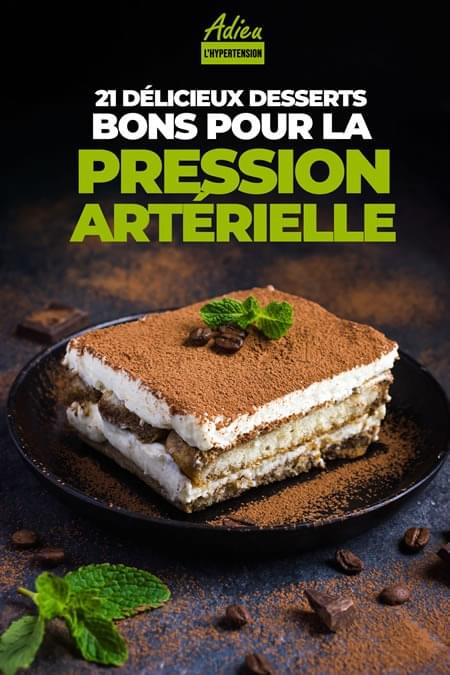 Adieu
L'HYPERTENSION
21 DÉLICIEUX DESSERTS
BONS POUR LA
PRESSION
ARTÉRIELLE